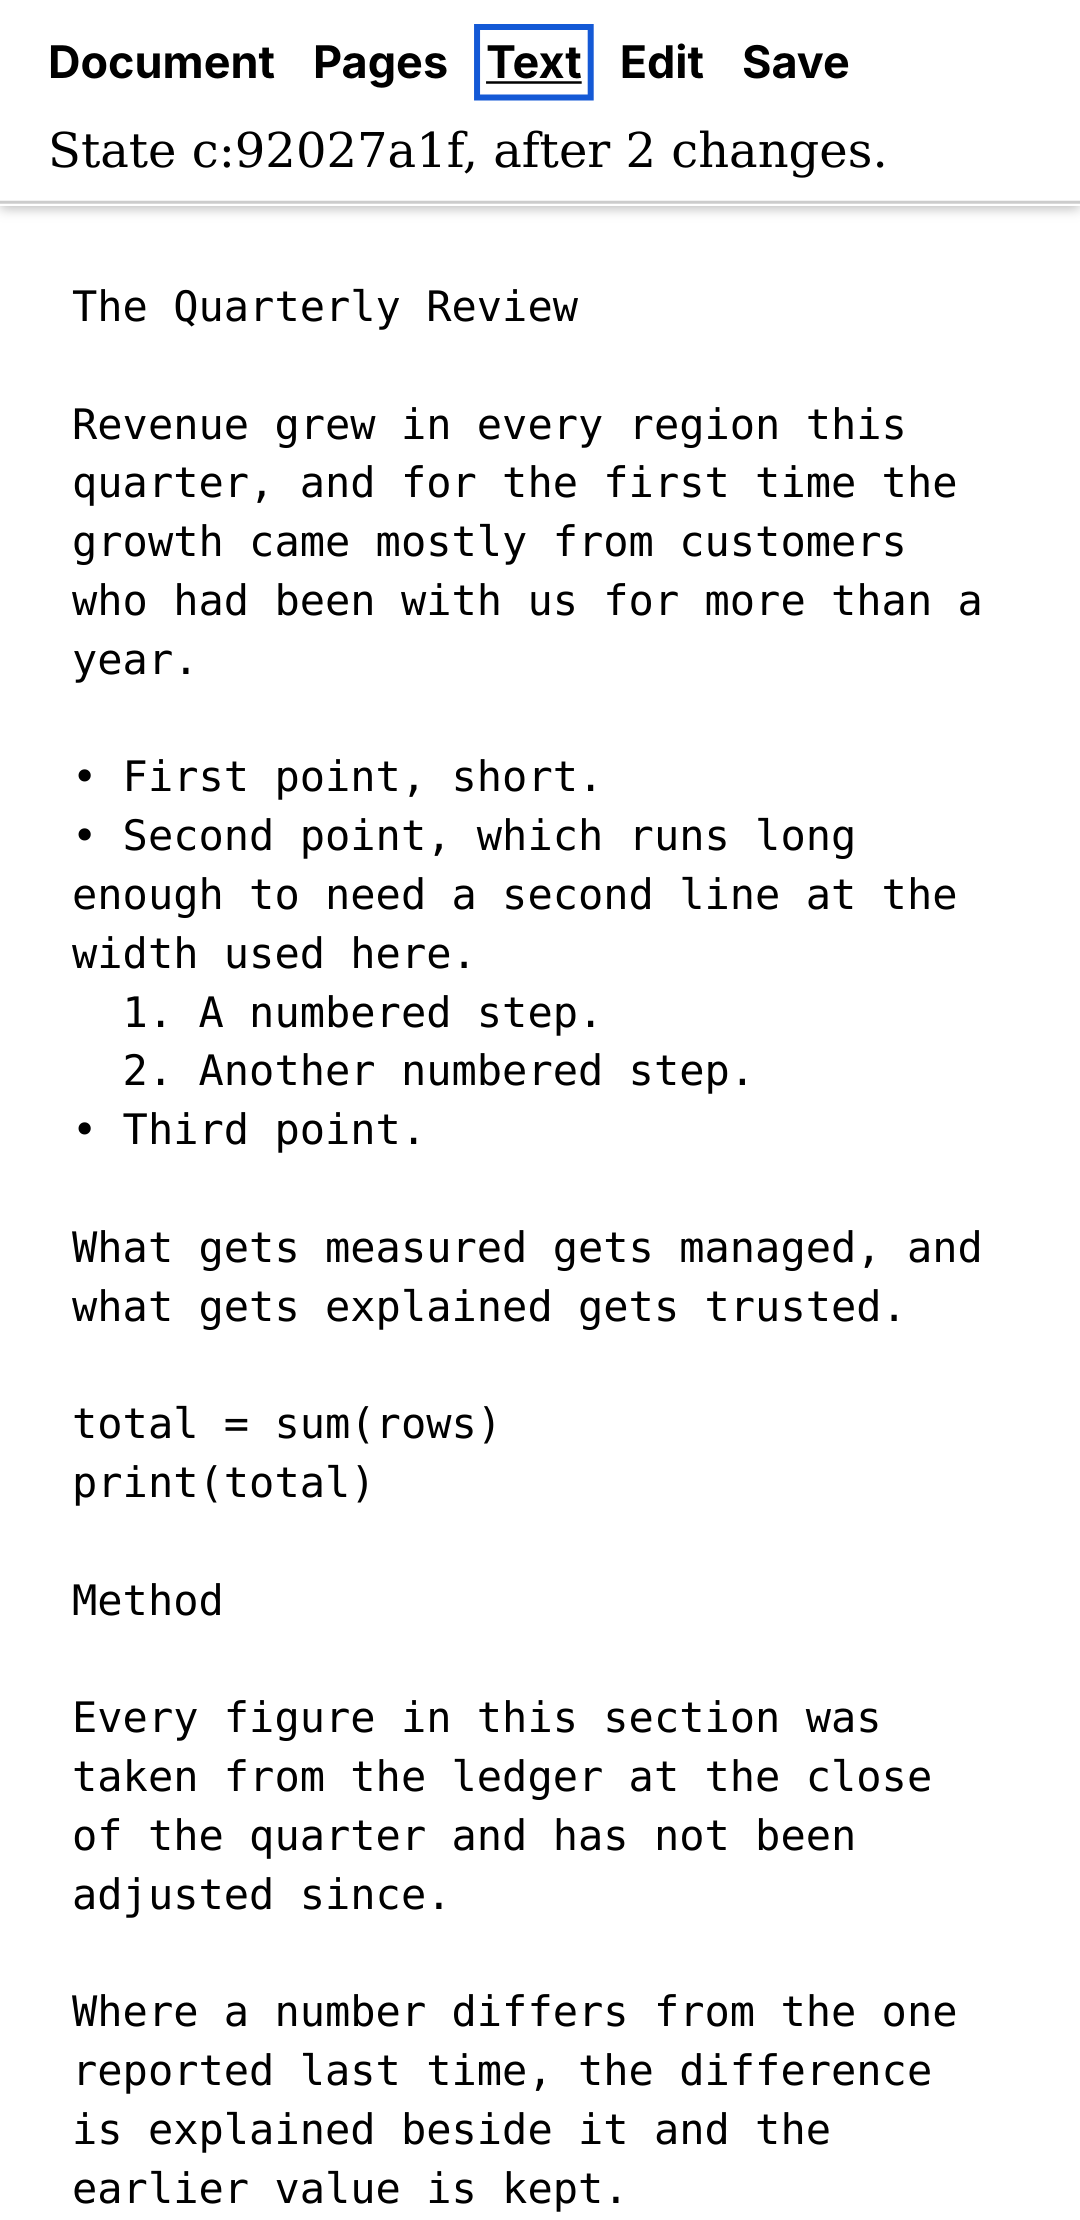 Document Pages Text Edit Save
State c:92027a1f, after 2 changes.
The Quarterly Review
Revenue grew in every region this
quarter, and for the first time the
growth came mostly from customers
who had been with us for more than a
year.
• First point, short.
• Second point, which runs long
enough to need a second line at the
width used here.
1. A numbered step.
2. Another numbered step.
• Third point.
What gets measured gets managed, and
what gets explained gets trusted.
total = sum(rows)
print(total)
Method
Every figure in this section was
taken from the ledger at the close
of the quarter and has not been
adjusted since.
Where a number differs from the one
reported last time, the difference
is explained beside it and the
earlier value is kept.